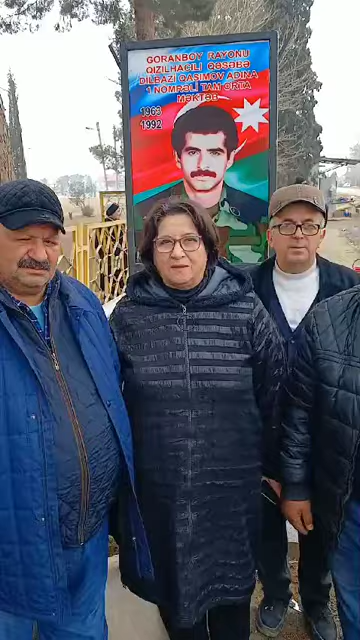 GORANBOY RAYONU
QIZILHACILI QƏSƏBƏ
DİLBAZİ QASIMOV ADINA
1 NÖMRƏLİ TAM ORTA
MƏKTƏB
1963
1992